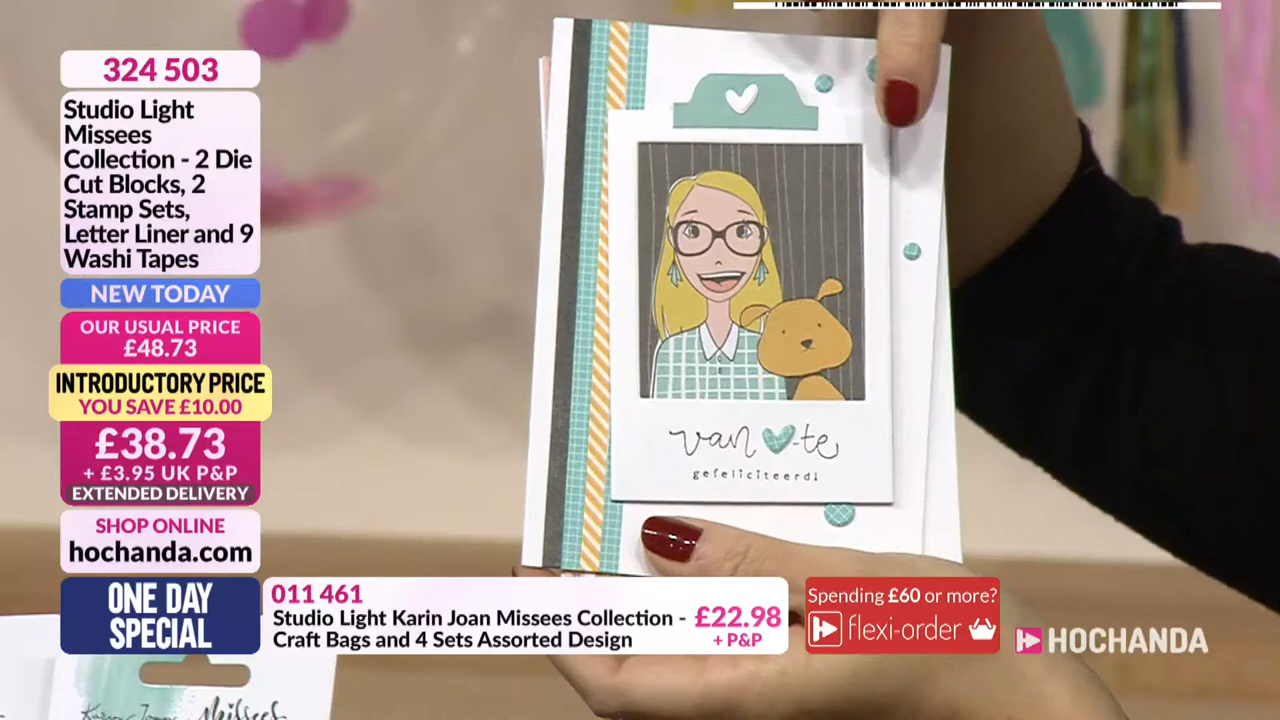 324 503
Studio Light
Missees
Collection - 2 Die
Cut Blocks, 2
Stamp Sets,
Letter Liner and 9
Washi Tapes
NEW TODAY
OUR USUAL PRICE
£48.73
INTRODUCTORY PRICE
YOU SAVE £10.00
£38.73
+ £3.95 UK P&P
EXTENDED DELIVERY
SHOP ONLINE
hochanda.com
ONE DAY
SPECIAL
011 461
Studio Light Karin Joan Missees Collection -
Craft Bags and 4 Sets Assorted Design
£22.98
+ P&P
Spending £60 or more?
flexi-order
HOCHANDA
van -te
gefeliciteerd!
Karin Joan Missees